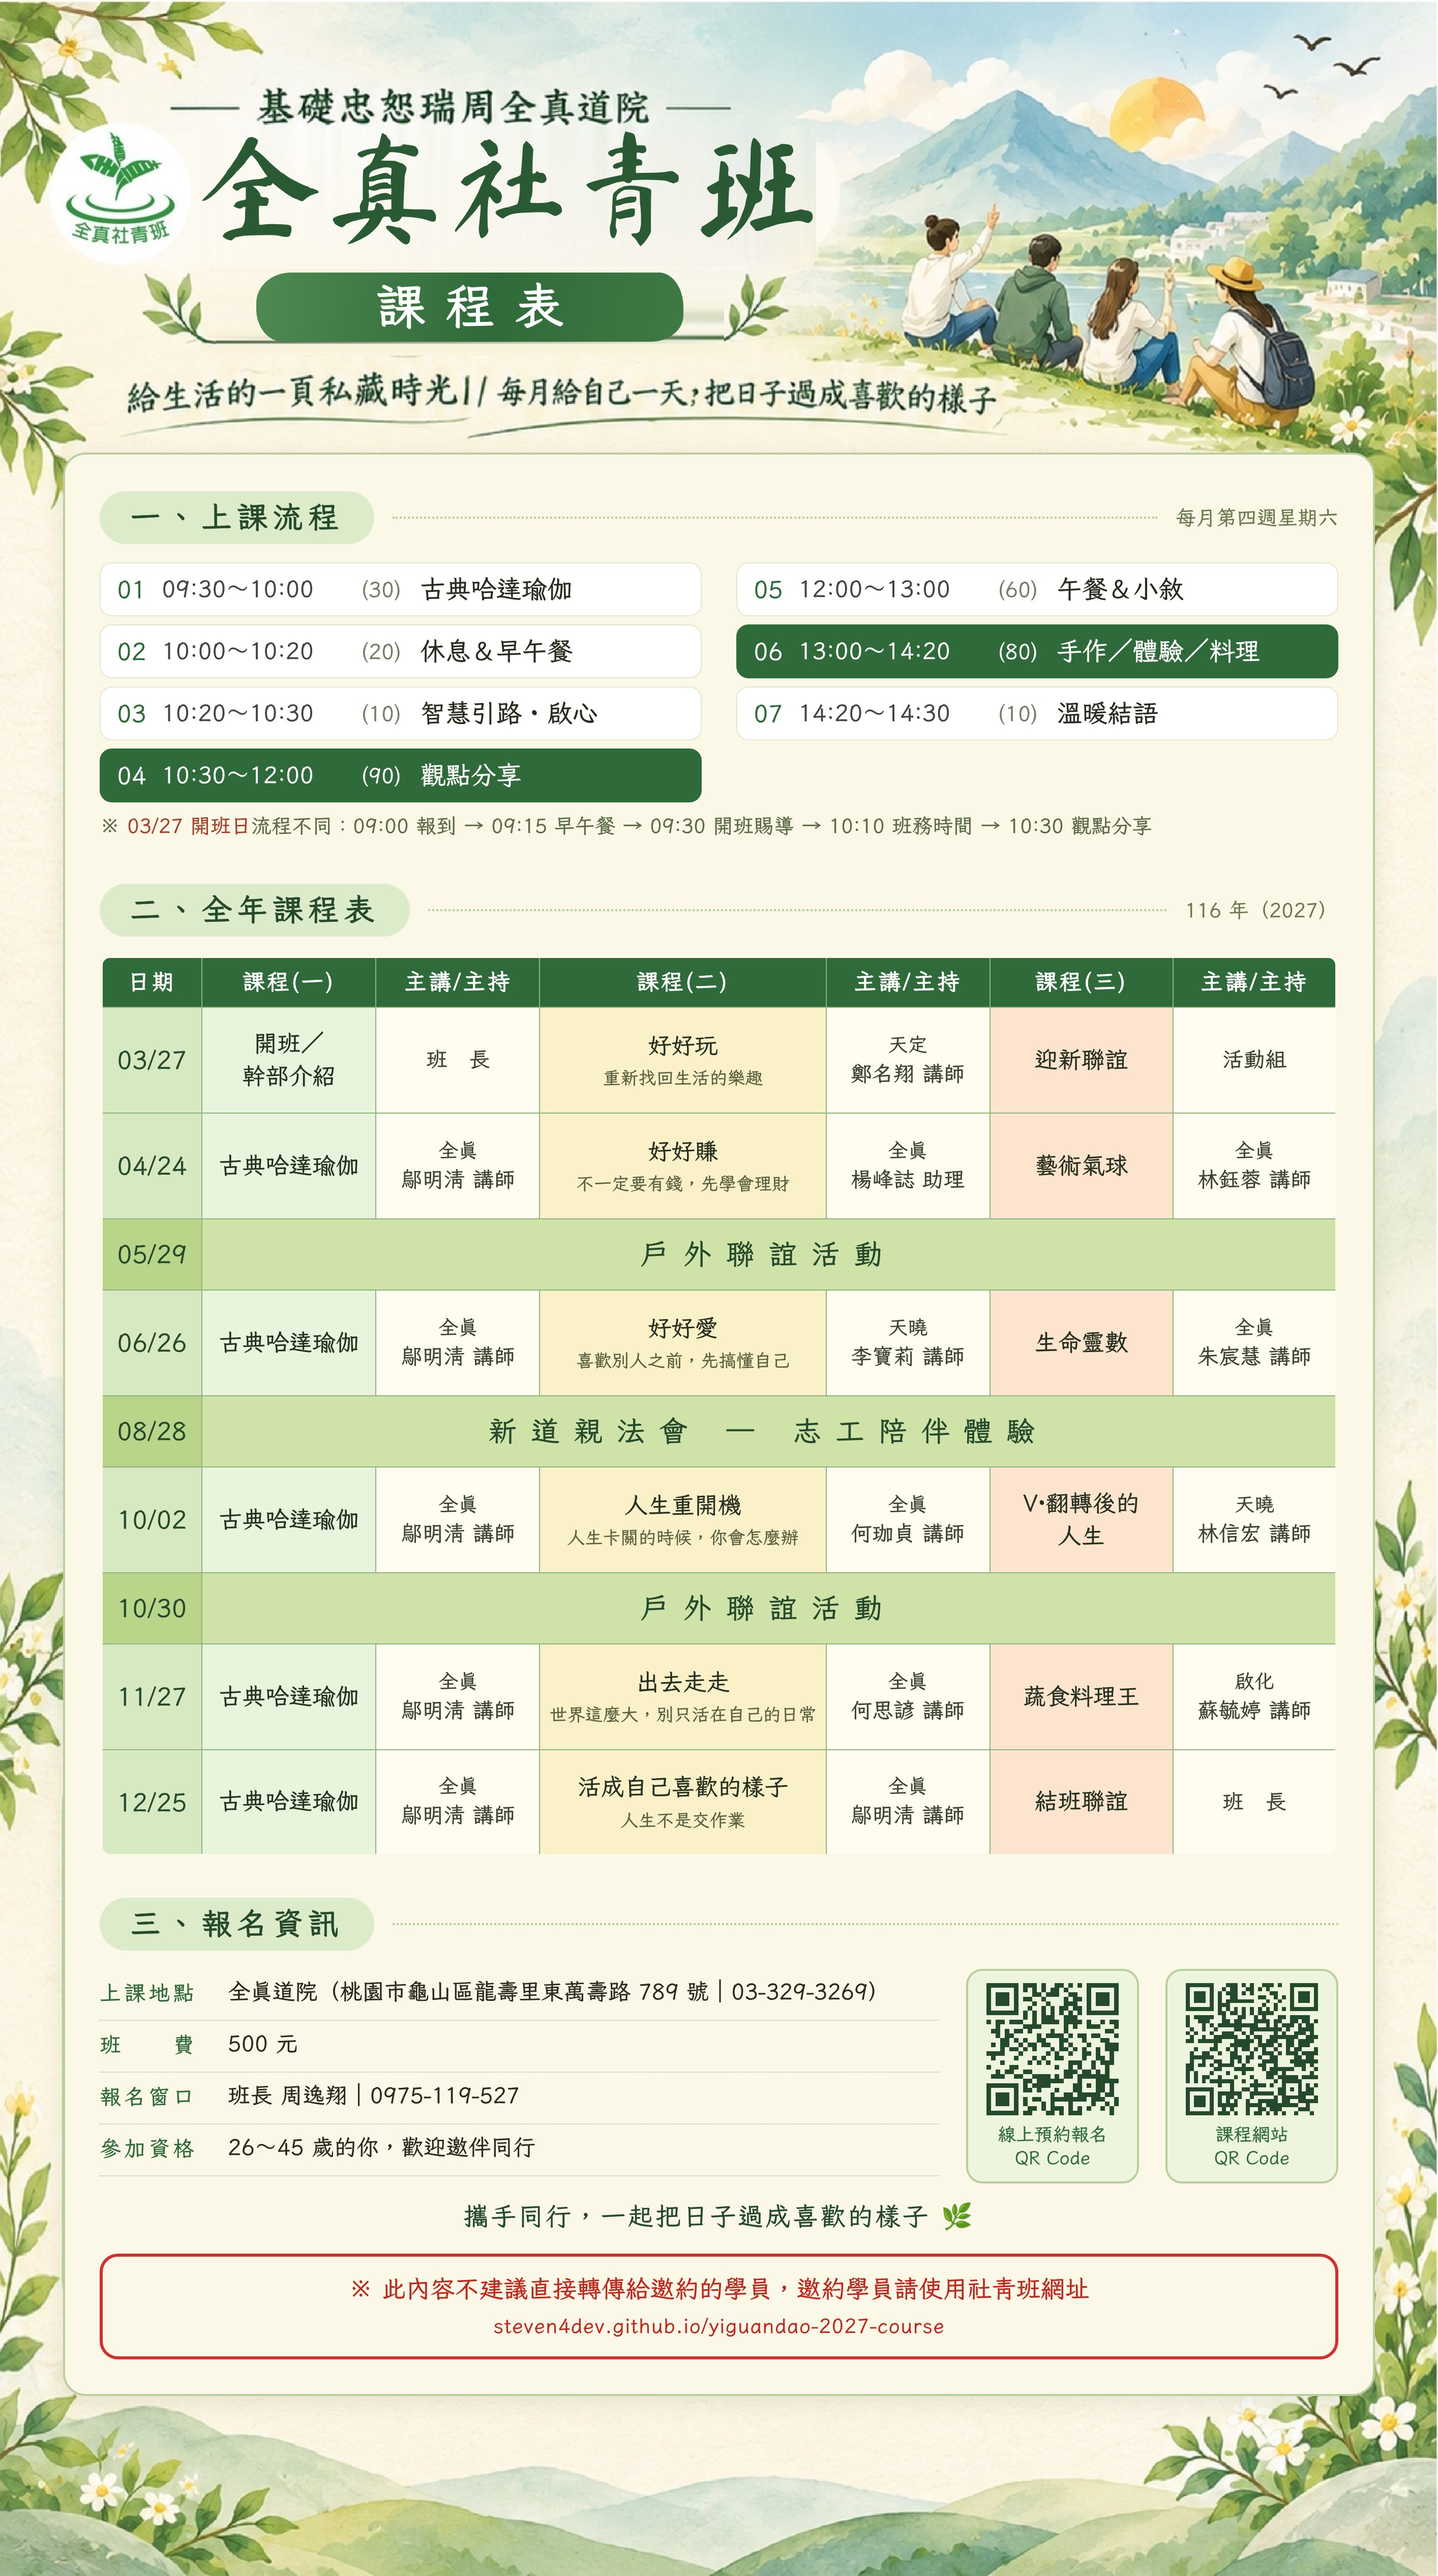 基礎忠恕瑞周全真道院
全真社青班
全真社青班
課程表
給生活的一頁私藏時光|| 每月給自己一天;把日子過成喜歡的樣子
一、上課流程 每月第四週星期六
01 09:30～10:00 (30) 古典哈達瑜伽
02 10:00～10:20 (20) 休息＆早午餐
03 10:20～10:30 (10) 智慧引路・啟心
04 10:30～12:00 (90) 觀點分享
05 12:00～13:00 (60) 午餐＆小敘
06 13:00～14:20 (80) 手作／體驗／料理
07 14:20～14:30 (10) 溫暖結語
※ 03/27 開班日流程不同：09:00 報到 → 09:15 早午餐 → 09:30 開班賜導 → 10:10 班務時間 → 10:30 觀點分享
二、全年課程表 116 年（2027）
日期 課程(一) 主講/主持 課程(二) 主講/主持 課程(三) 主講/主持
03/27
開班／
幹部介紹
班 長
好好玩
重新找回生活的樂趣
天定
鄭名翔 講師
迎新聯誼
活動組
04/24
古典哈達瑜伽
全真
鄔明清 講師
好好賺
不一定要有錢，先學會理財
全真
楊峰誌 助理
藝術氣球
全真
林鈺蓉 講師
05/29
戶外聯誼活動
06/26
古典哈達瑜伽
全真
鄔明清 講師
好好愛
喜歡別人之前，先搞懂自己
天曉
李寶莉 講師
生命靈數
全真
朱宸慧 講師
08/28
新道親法會 — 志工陪伴體驗
10/02
古典哈達瑜伽
全真
鄔明清 講師
人生重開機
人生卡關的時候，你會怎麼辦
全真
何珈貞 講師
V•翻轉後的
人生
天曉
林信宏 講師
10/30
戶外聯誼活動
11/27
古典哈達瑜伽
全真
鄔明清 講師
出去走走
世界這麼大，別只活在自己的日常
全真
何思諺 講師
蔬食料理王
啟化
蘇毓婷 講師
12/25
古典哈達瑜伽
全真
鄔明清 講師
活成自己喜歡的樣子
人生不是交作業
全真
鄔明清 講師
結班聯誼
班 長
三、報名資訊
上課地點 全真道院（桃園市龜山區龍壽里東萬壽路 789 號｜03-329-3269）
班 費 500 元
報名窗口 班長 周逸翔｜0975-119-527
參加資格 26～45 歲的你，歡迎邀伴同行
線上預約報名
QR Code
課程網站
QR Code
攜手同行，一起把日子過成喜歡的樣子 🌿
※ 此內容不建議直接轉傳給邀約的學員，邀約學員請使用社青班網址
steven4dev.github.io/yiguandao-2027-course